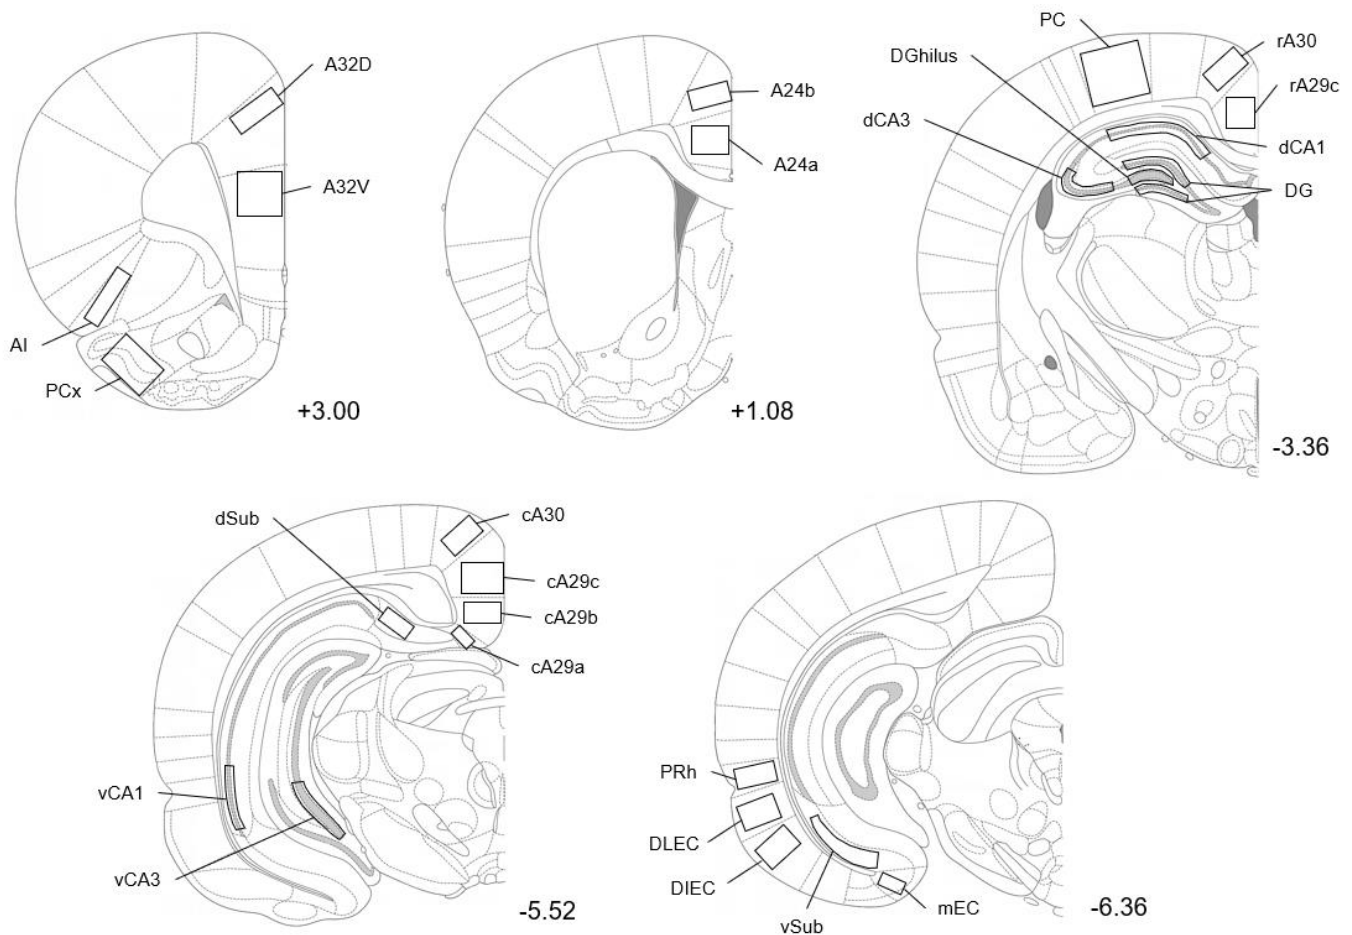 A32D
A32V
AI
PCx
+3.00
A24b
A24a
+1.08
PC
rA30
DGhilus
rA29c
dCA3
dCA1
DG
-3.36
dSub
cA30
cA29c
cA29b
cA29a
vCA1
vCA3
-5.52
PRh
DLEC
DIEC
vSub
mEC
-6.36